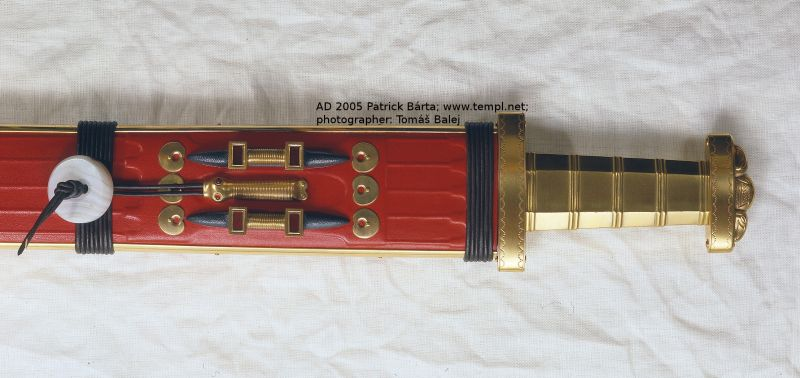 AD 2005 Patrick Bárta; www.templ.net;
photographer: Tomáš Balej